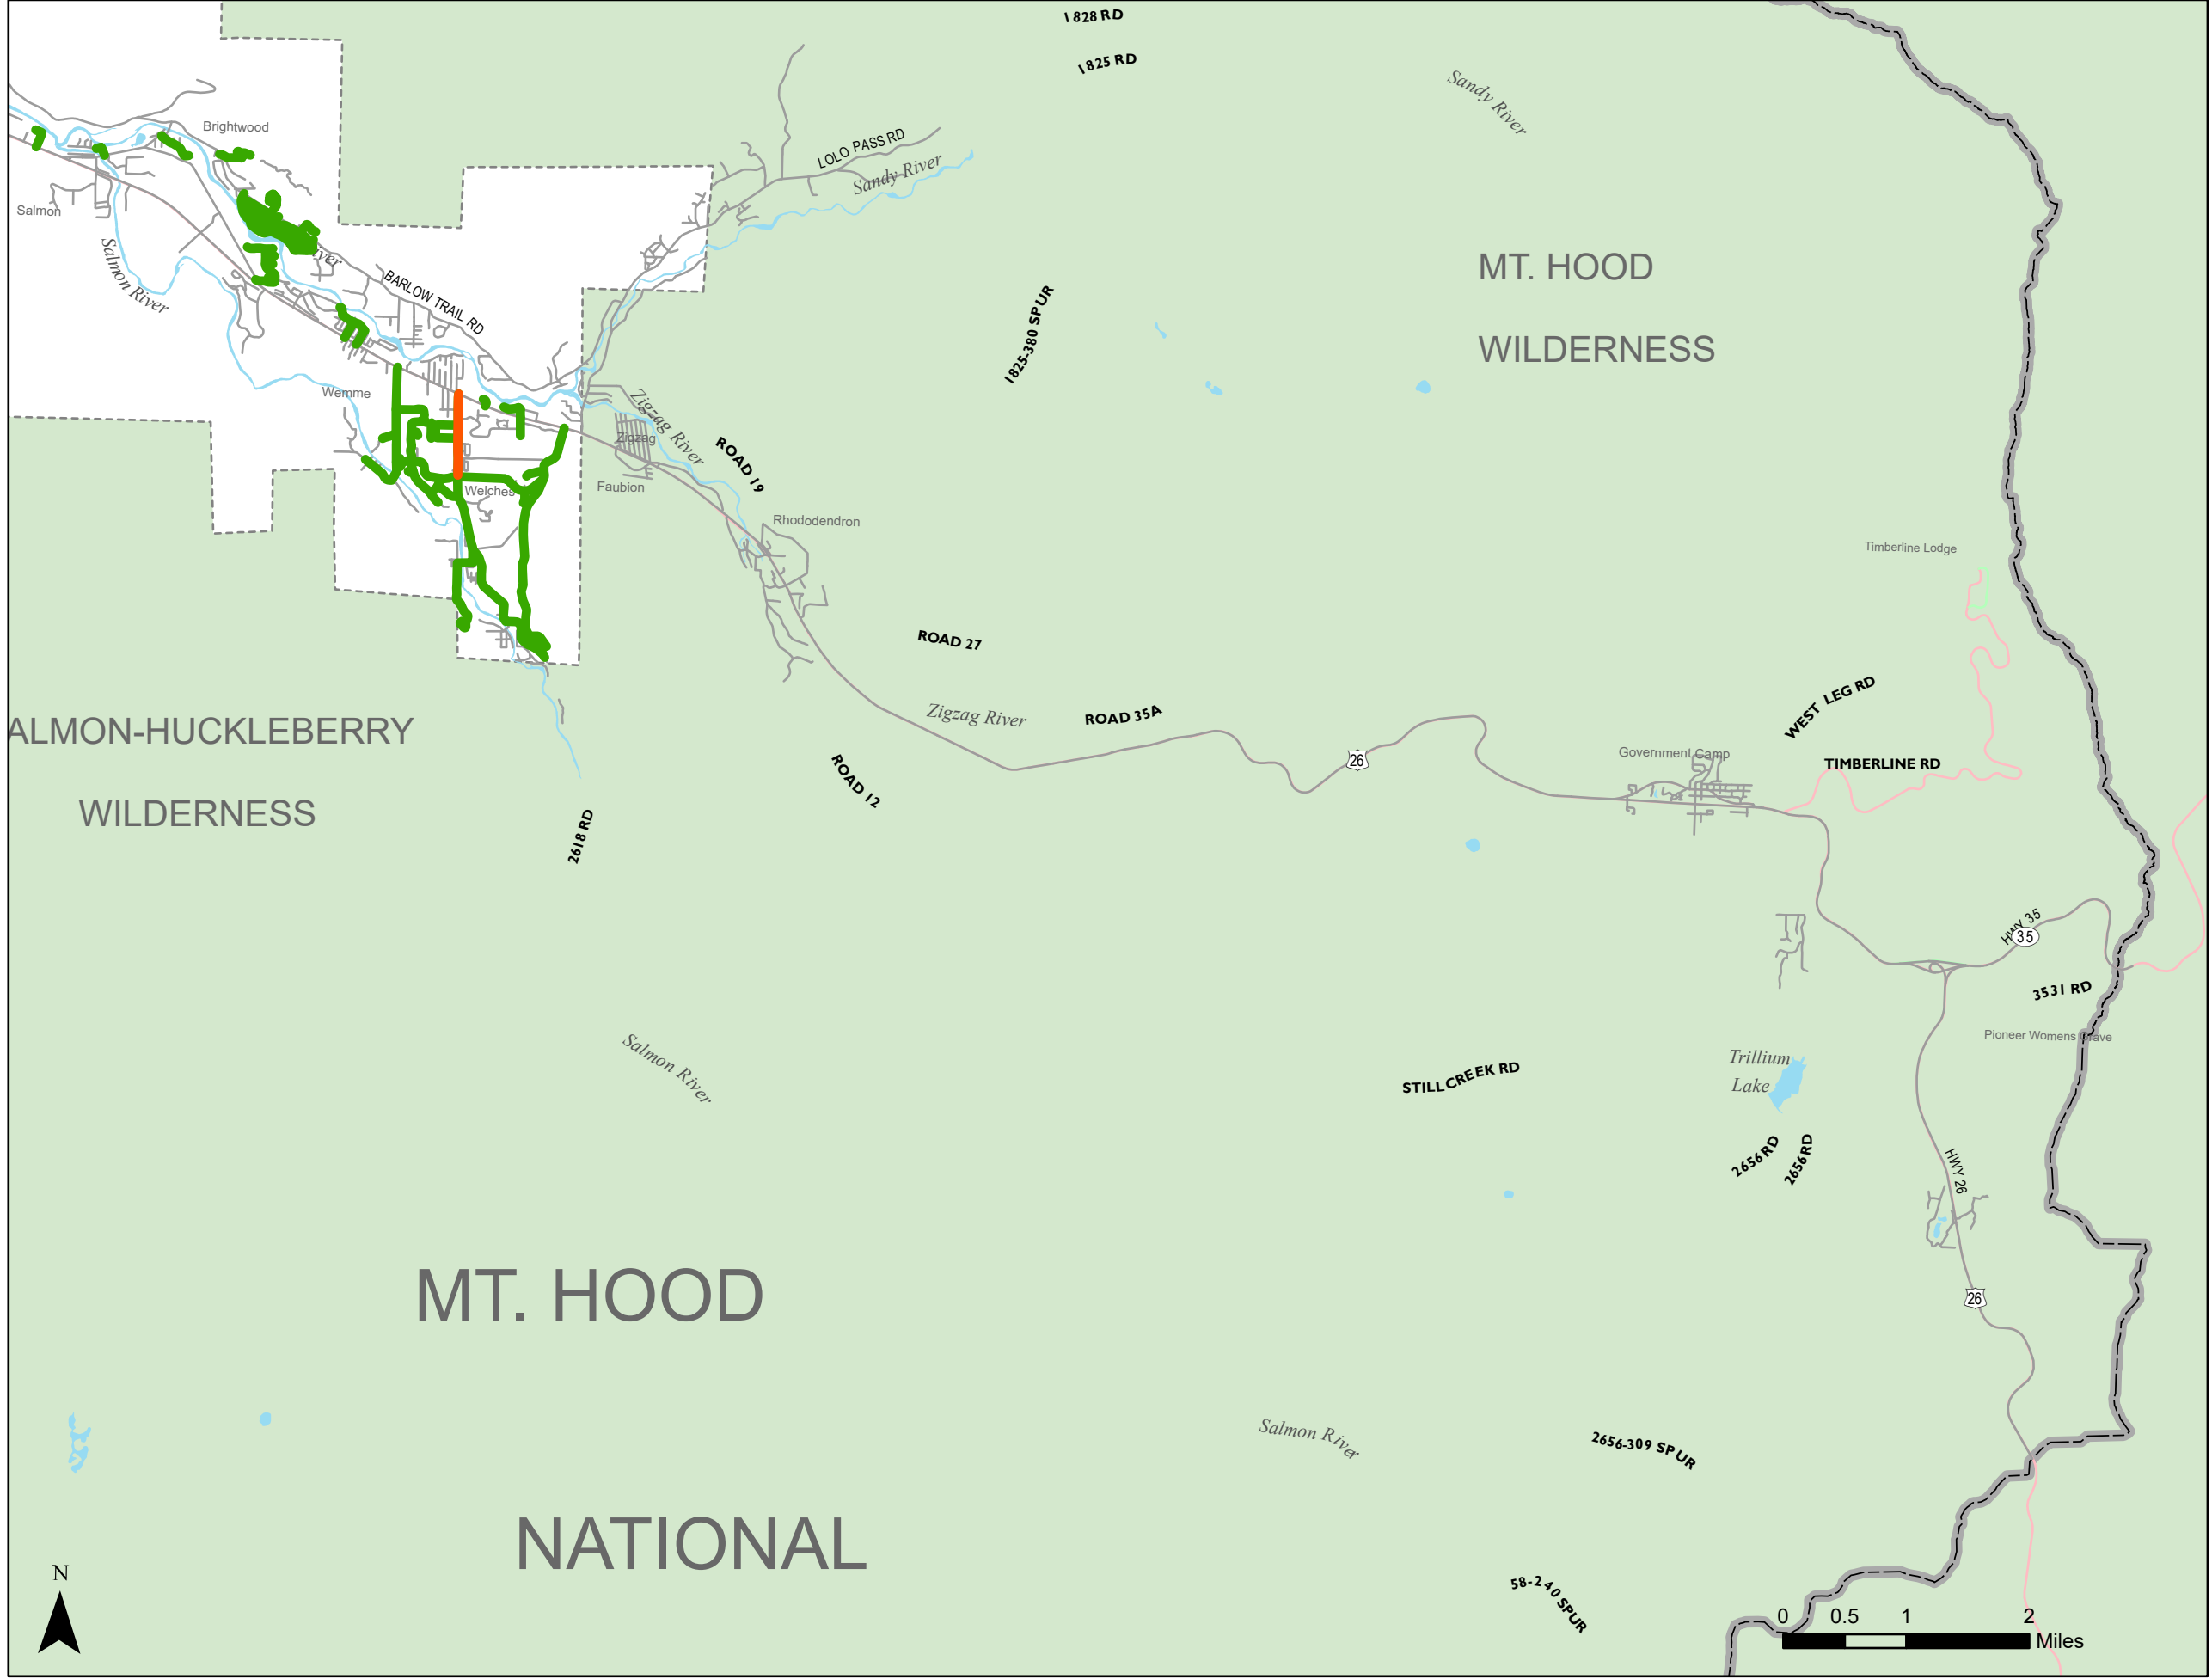 1828 RD
1825 RD
Sandy River
Brightwood
LOLO PASS RD
Sandy River
Salmon
Salmon River
iver
BARLOW TRAIL RD
MT. HOOD
WILDERNESS
1825-380 SPUR
Wemme
Zigzag River
Zigzag
ROAD 19
Welches
Faubion
Rhododendron
Timberline Lodge
ROAD 27
Zigzag River
ROAD 35A
WEST LEG RD
ALMON-HUCKLEBERRY
WILDERNESS
26
Government Camp
TIMBERLINE RD
ROAD 12
2618 RD
HWY 35
35
3531 RD
Pioneer Womens Grave
Salmon River
STILL CREEK RD
Trillium
Lake
2656 RD
2656 RD
HWY 26
26
MT. HOOD
Salmon River
2656-309 SPUR
NATIONAL
58-240 SPUR
N
0 0.5 1 2
Miles